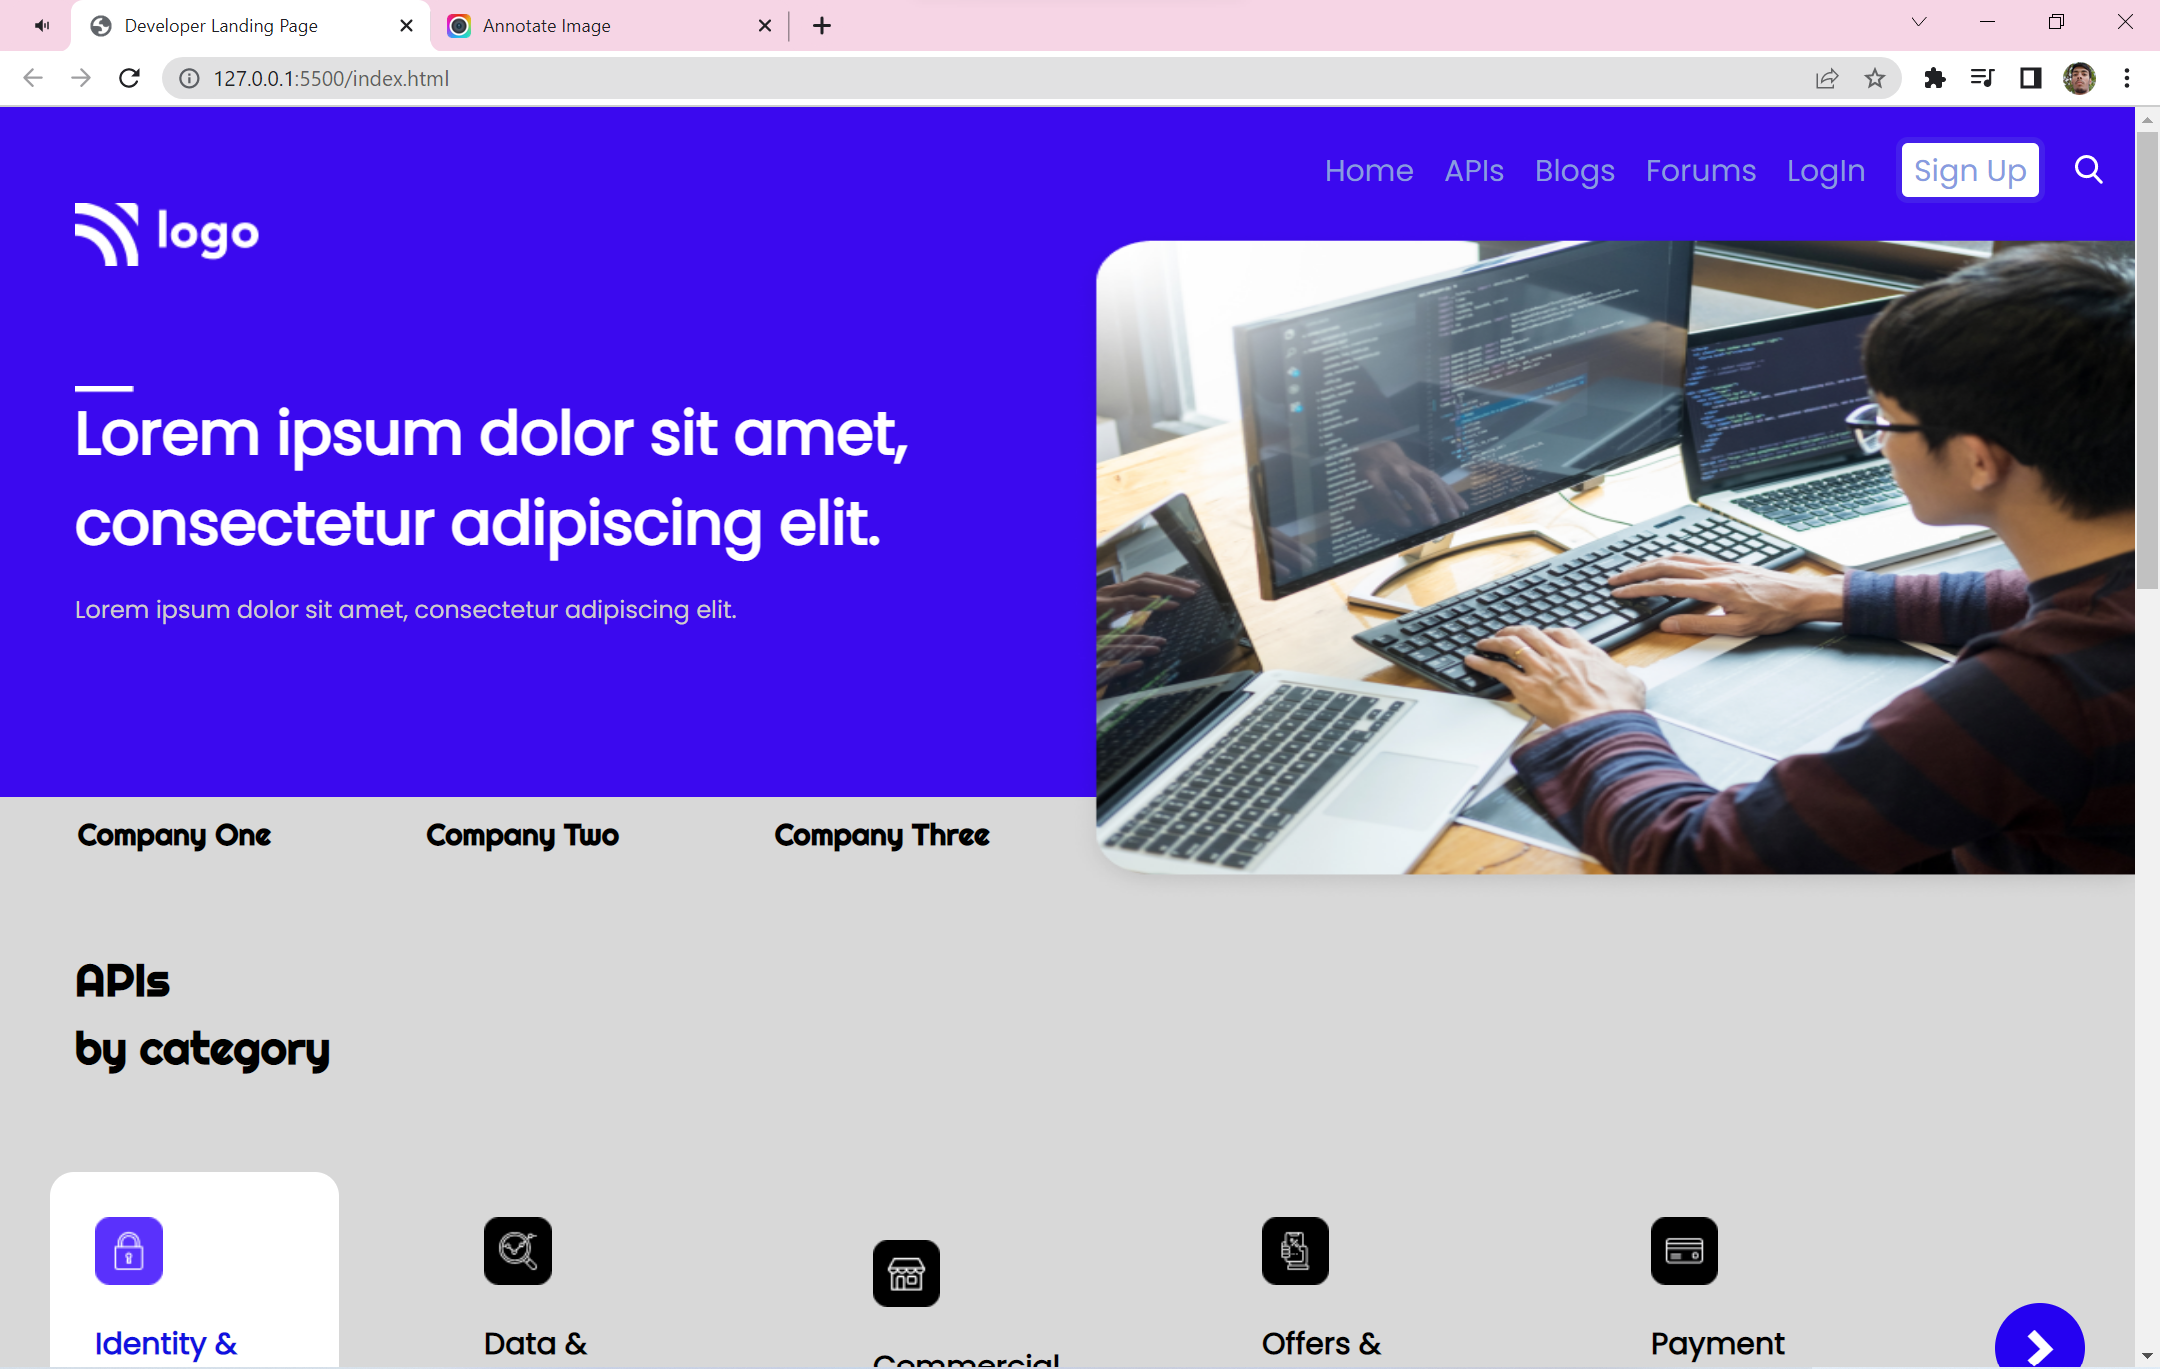 Developer Landing Page
Annotate Image
127.0.0.1:5500/index.html
Home APIs Blogs Forums LogIn Sign Up
logo
Lorem ipsum dolor sit amet,
consectetur adipiscing elit.
Lorem ipsum dolor sit amet, consectetur adipiscing elit.
Company One Company Two Company Three
APIs
by category
Identity & Data & Commercial Offers & Payment